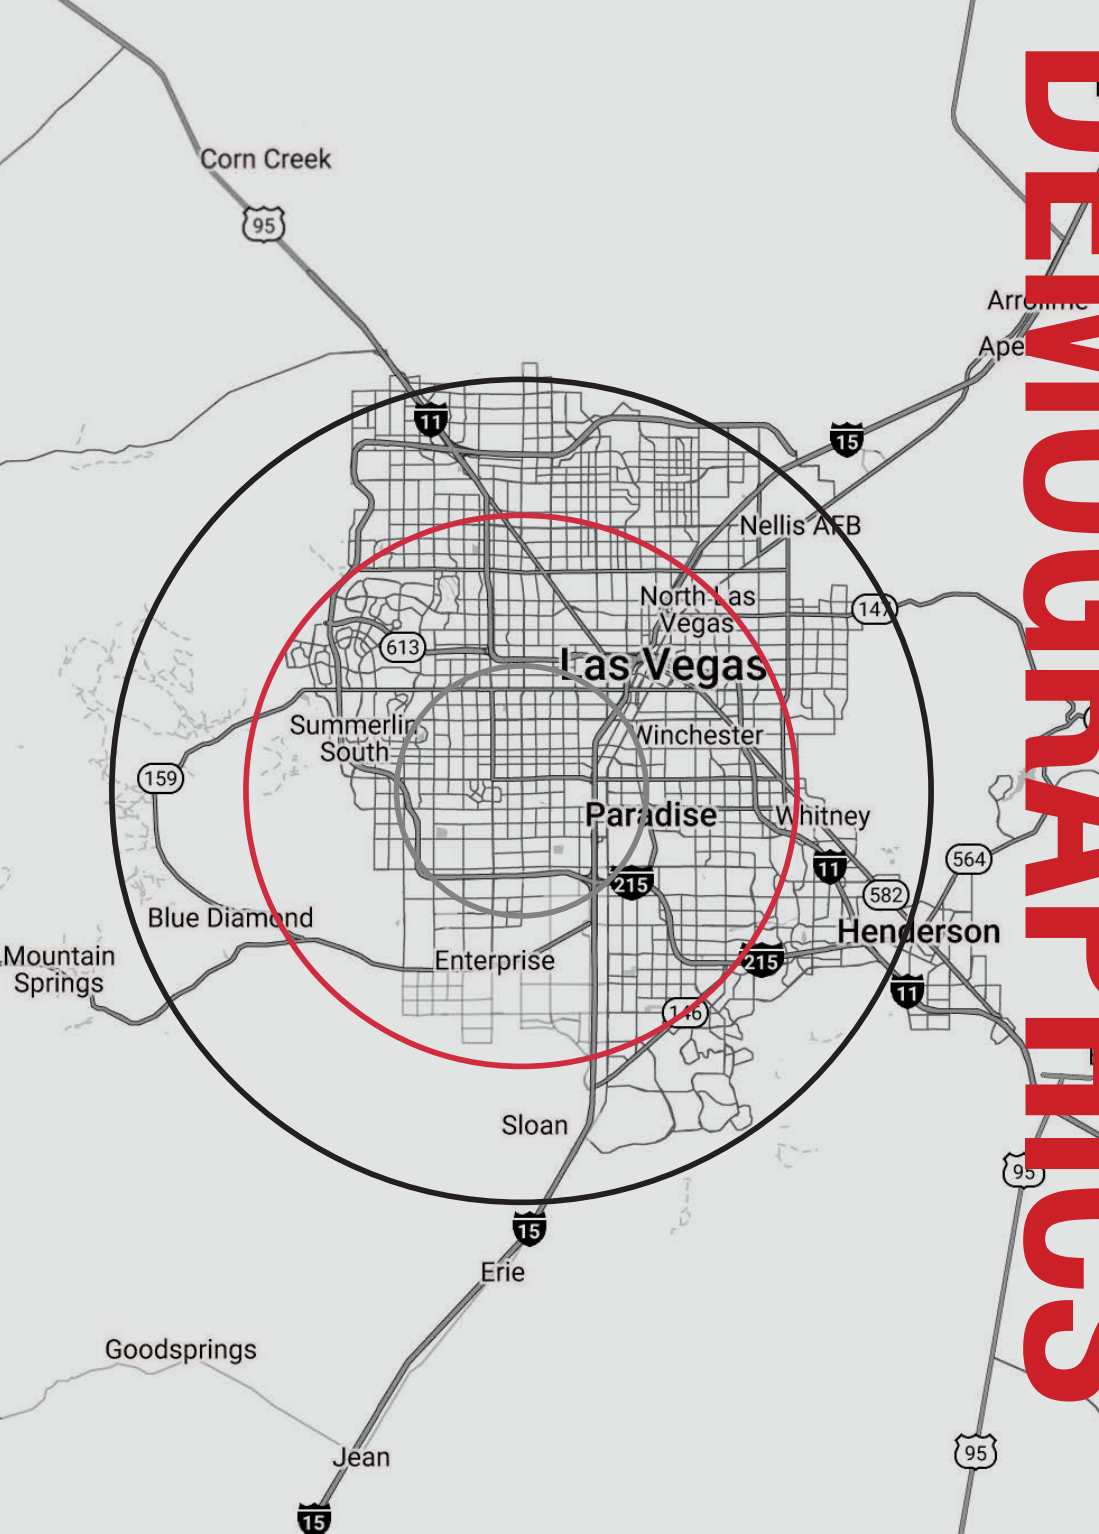 DEMOGRAPHICS
Corn Creek
95
Ape
11
15
Nellis AFB
North Las
Vegas
147
613
Las Vegas
Summerlin
South
Winchester
159
Paradise
Whitney
564
11
215
582
Blue Diamond
Henderson
Mountain
Springs
Enterprise
215
11
146
Sloan
95
15
Erie
Goodsprings
Jean
95
15